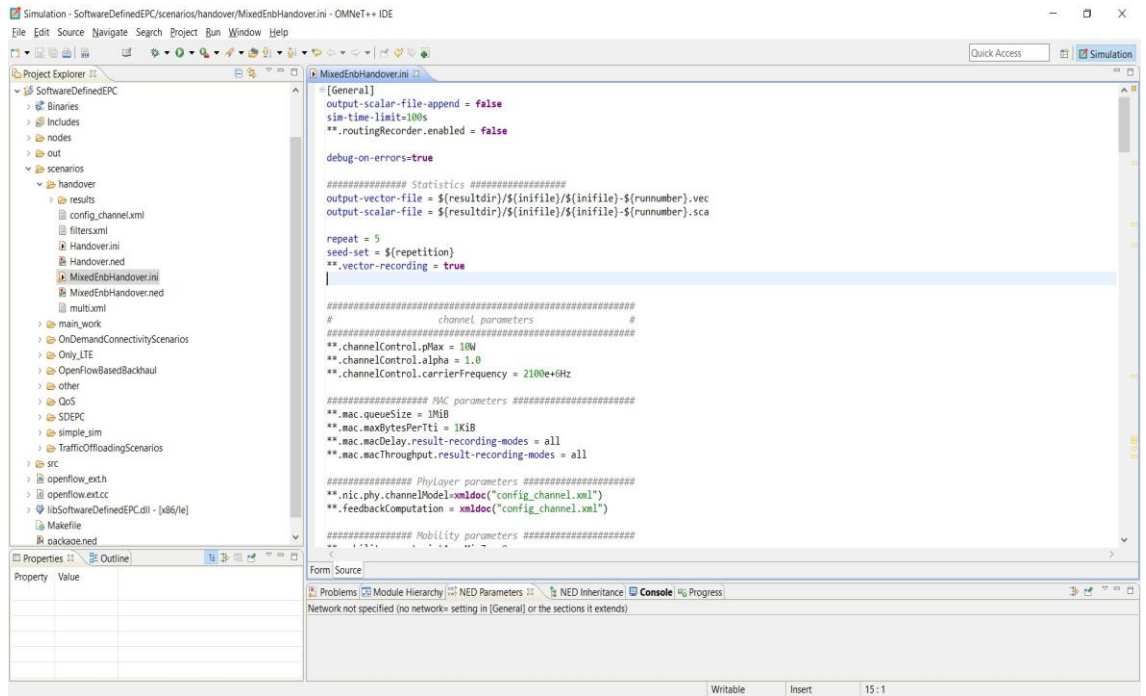 Simulation - SoftwareDefinedEPC/scenarios/handover/MixedEnbHandover.ini - OMNeT++ IDE
File Edit Source Navigate Search Project Run Window Help
Quick Access
Simulation
Project Explorer
SoftwareDefinedEPC
Binaries
Includes
nodes
out
scenarios
handover
results
config_channel.xml
filters.xml
Handover.ini
Handover.ned
MixedEnbHandover.ini
MixedEnbHandover.ned
multi.xml
main_work
OnDemandConnectivityScenarios
Only_LTE
OpenFlowBasedBackhaul
other
QoS
SDEPC
simple_sim
TrafficOffloadingScenarios
src
openflow_ext.h
openflow.ext.cc
libSoftwareDefinedEPC.dll - [x86/le]
Makefile
package.ned
MixedEnbHandover.ini
[General]
output-scalar-file-append = false
sim-time-limit=100s
**.routingRecorder.enabled = false
debug-on-errors=true
############### Statistics ##################
output-vector-file = ${resultdir}/${inifile}/${inifile}-${runnumber}.vec
output-scalar-file = ${resultdir}/${inifile}/${inifile}-${runnumber}.sca
repeat = 5
seed-set = ${repetition}
**.vector-recording = true
############################################################
# channel parameters #
############################################################
**.channelControl.pMax = 10W
**.channelControl.alpha = 1.0
**.channelControl.carrierFrequency = 2100e+6Hz
################### MAC parameters #######################
**.mac.queueSize = 1MiB
**.mac.maxBytesPerTti = 1KiB
**.mac.macDelay.result-recording-modes = all
**.mac.macThroughput.result-recording-modes = all
################ PhyLayer parameters #####################
**.nic.phy.channelModel=xmldoc("config_channel.xml")
**.feedbackComputation = xmldoc("config_channel.xml")
################ Mobility parameters #####################
Form Source
Properties Outline
Property Value
Problems Module Hierarchy NED Parameters NED Inheritance Console Progress
Network not specified (no network= setting in [General] or the sections it extends)
Writable Insert 15 : 1